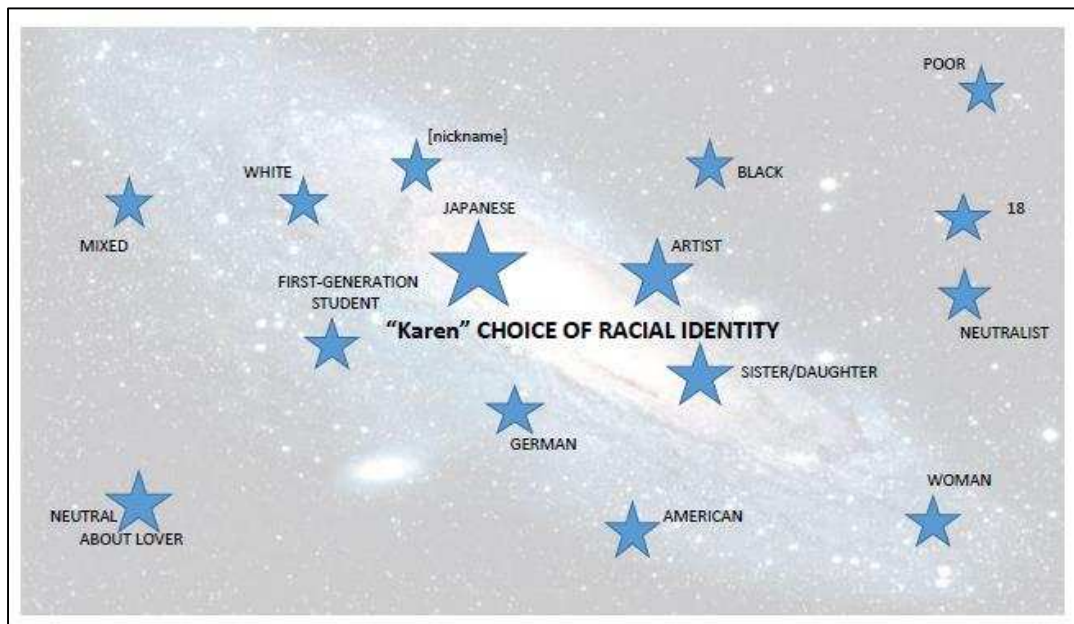 POOR
[nickname]
WHITE
BLACK
JAPANESE
18
MIXED
ARTIST
FIRST-GENERATION
STUDENT
"Karen" CHOICE OF RACIAL IDENTITY
NEUTRALIST
SISTER/DAUGHTER
GERMAN
WOMAN
NEUTRAL
ABOUT LOVER
AMERICAN